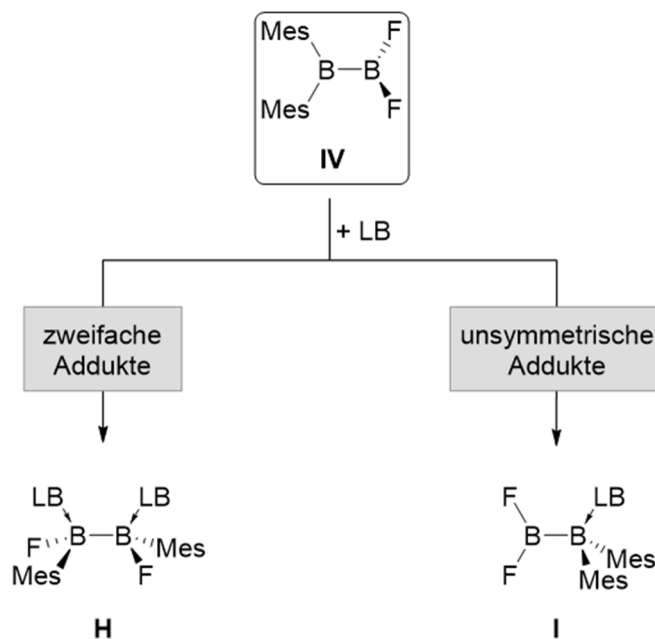 Mes F
B B
Mes F
IV
+ LB
zweifache
Addukte
unsymmetrische
Addukte
LB LB
F B B Mes
Mes F
H
F LB
B B
F Mes
Mes
I